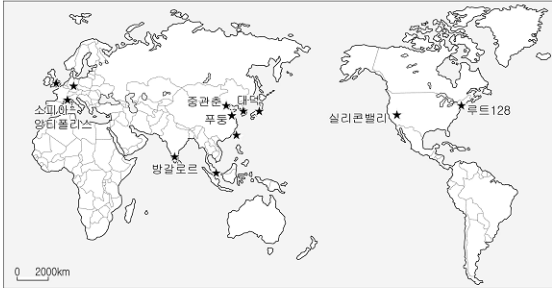 중관춘
대덕
푸둥
소피아
앙티폴리스
방갈로르
실리콘밸리
루트128
0 2000km